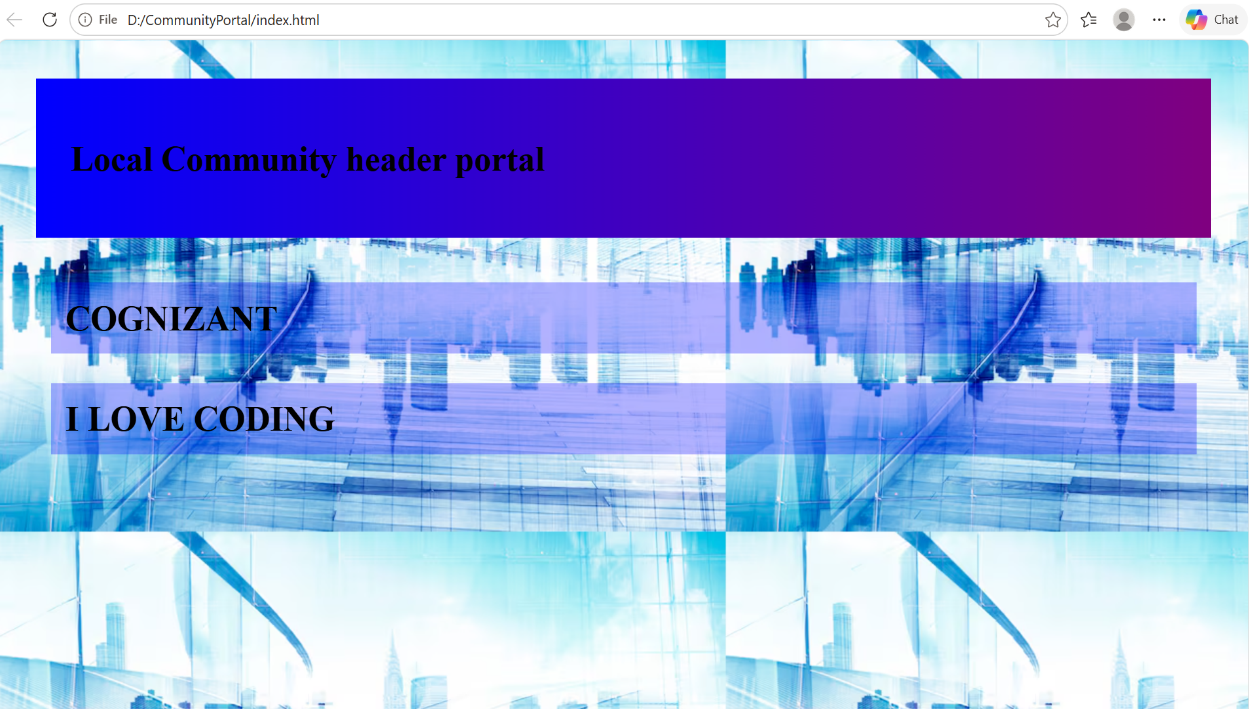 File D:/CommunityPortal/index.html
Chat
Local Community header portal
COGNIZANT
I LOVE CODING